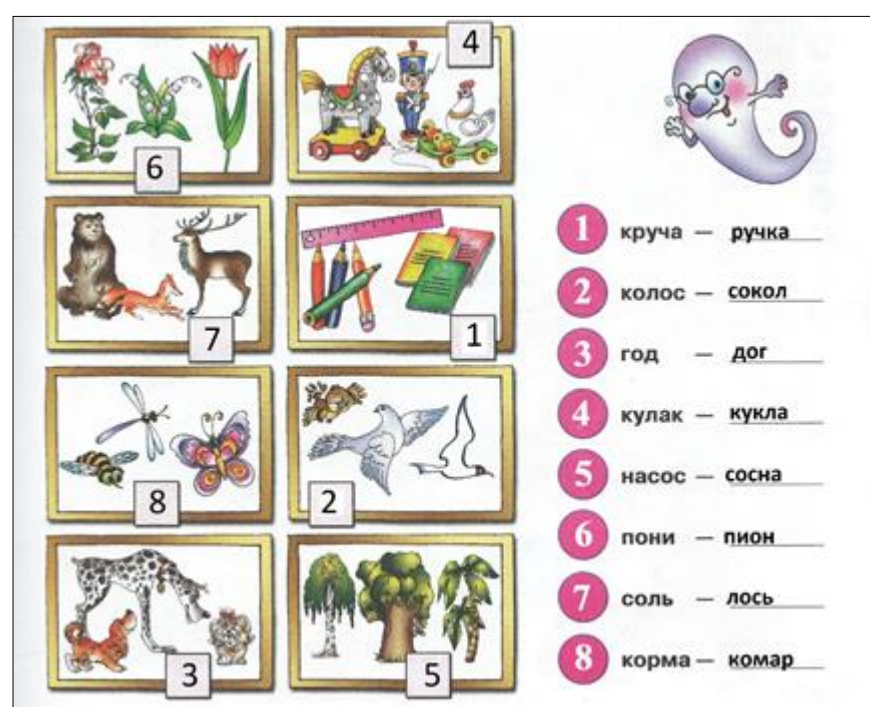 4
6
7
1
8
2
3
5
1 круча – ручка
2 колос – сокол
3 год – дог
4 кулак – кукла
5 насос – сосна
6 пони – пион
7 соль – лось
8 корма – комар